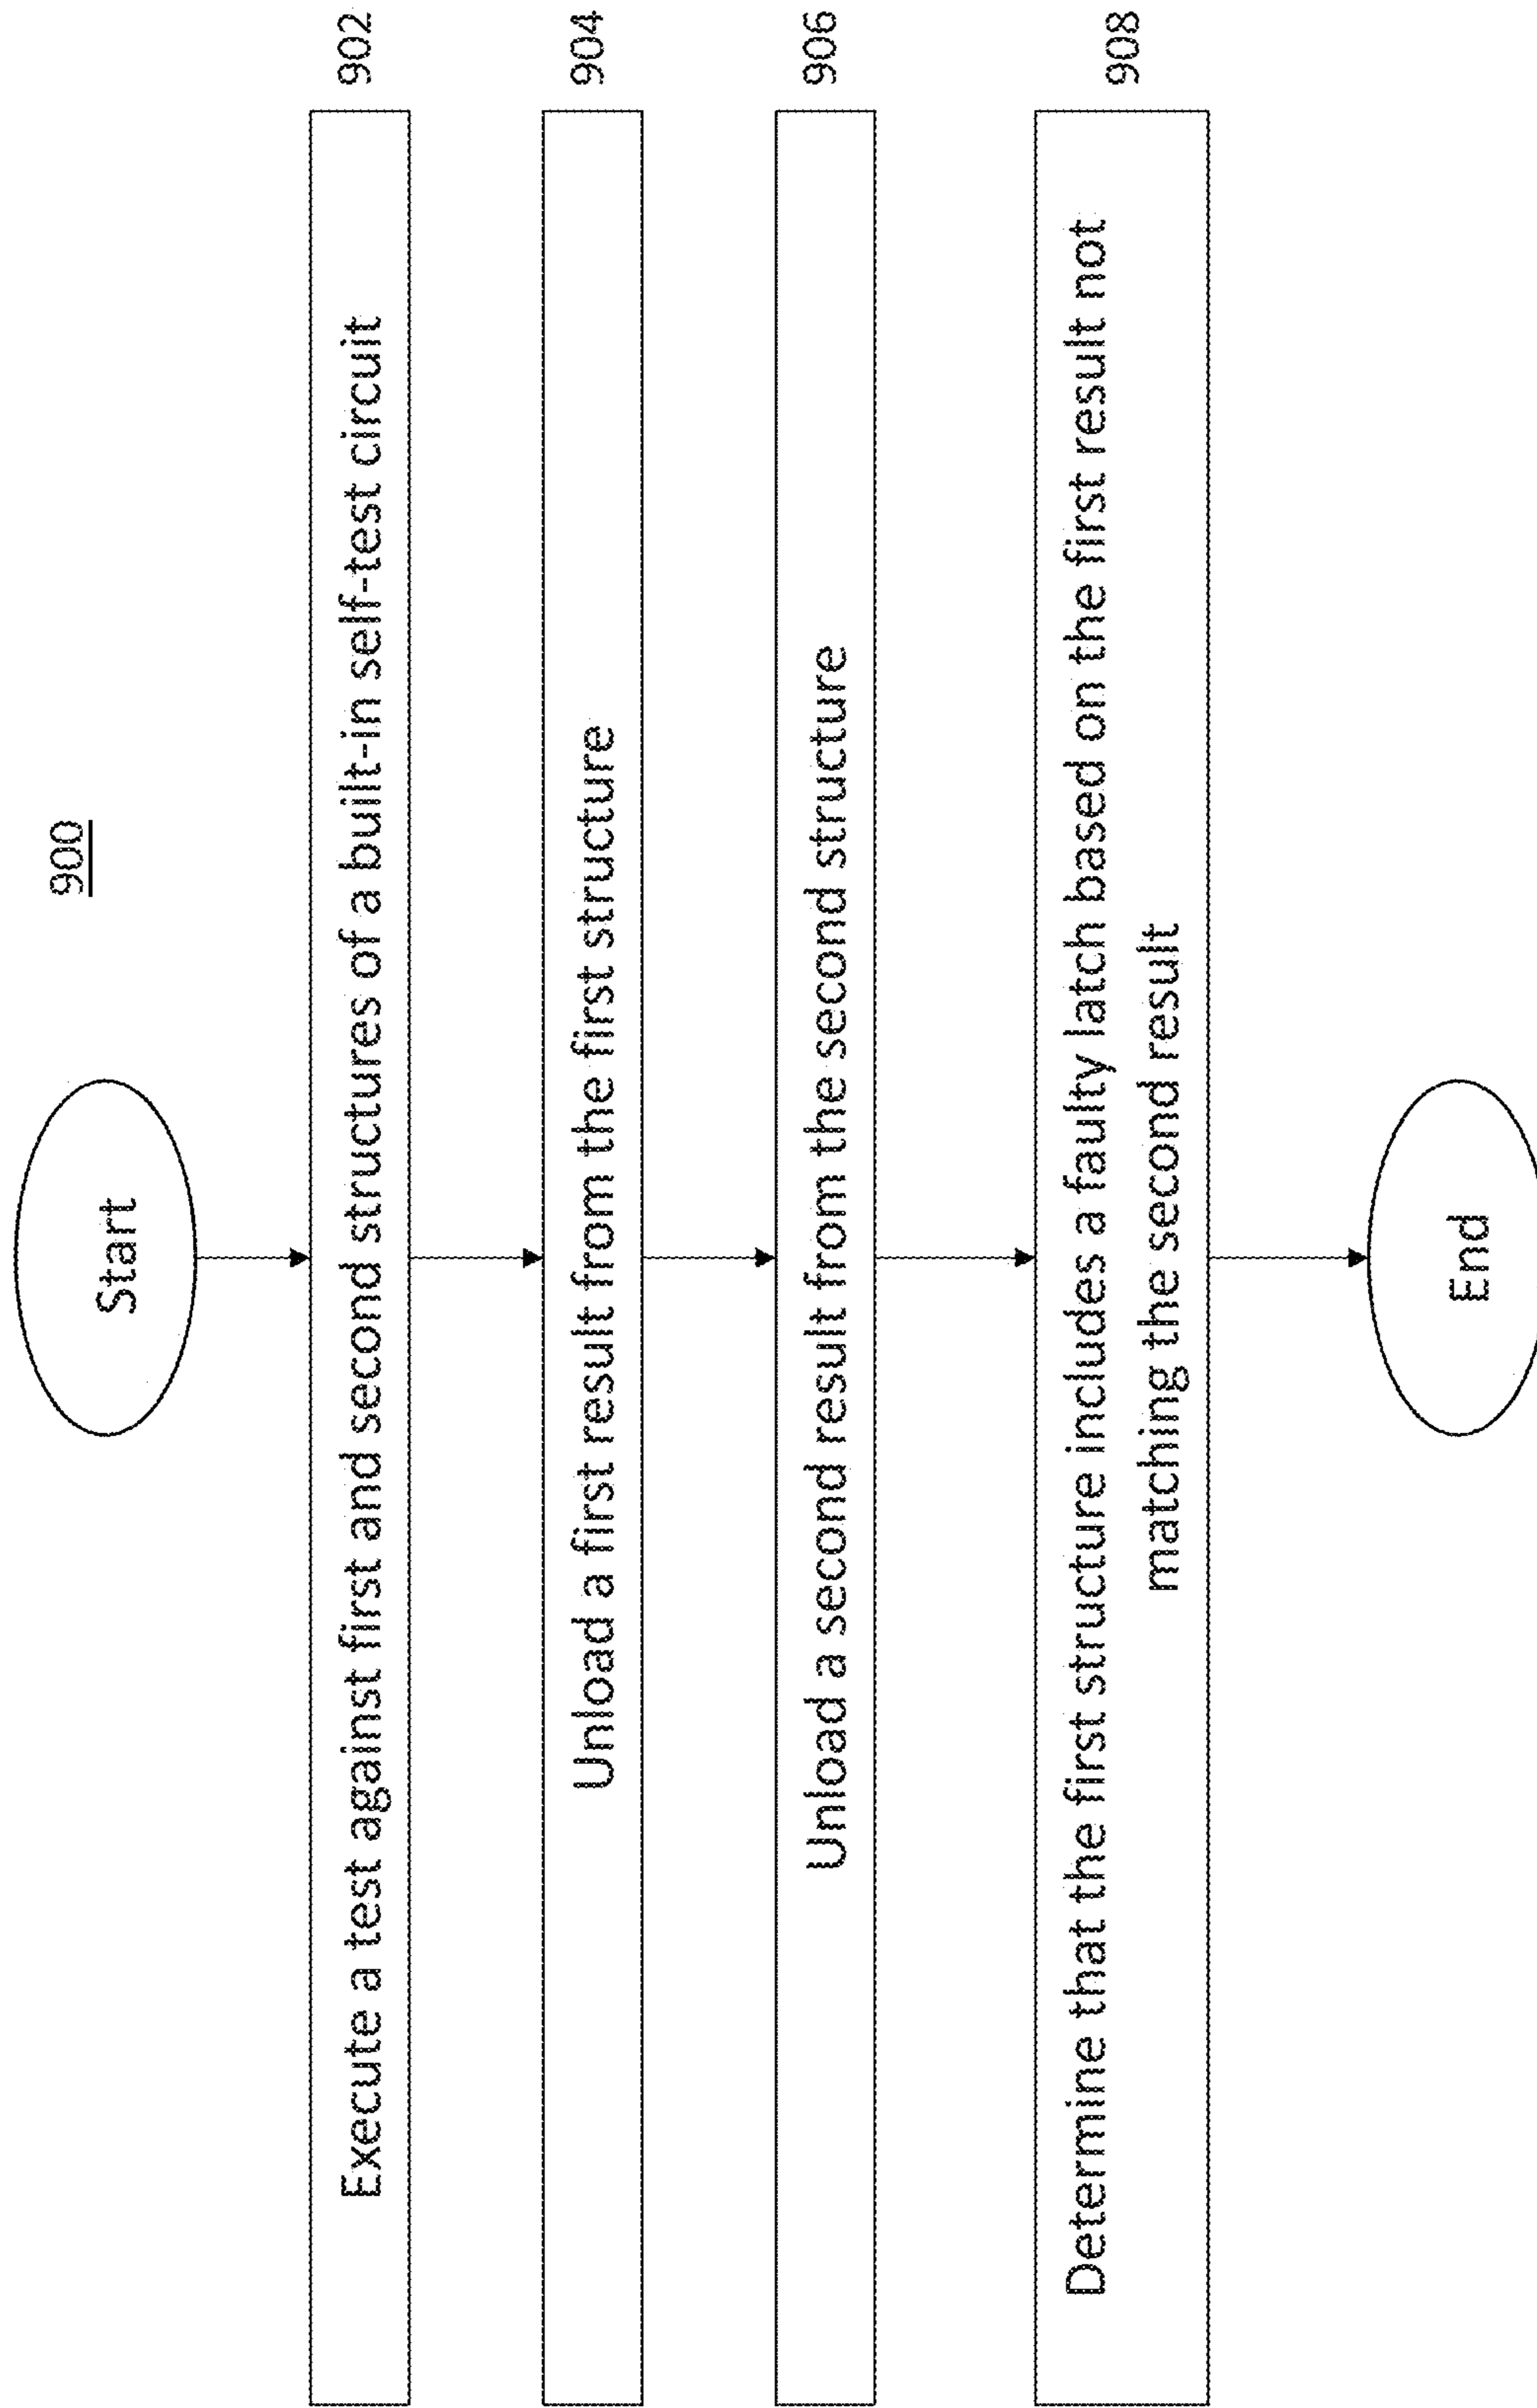 900
Start
Execute a test against first and second structures of a built-in self-test circuit
902
Unload a first result from the first structure
904
Unload a second result from the second structure
906
Determine that the first structure includes a faulty latch based on the first result not
matching the second result
908
End